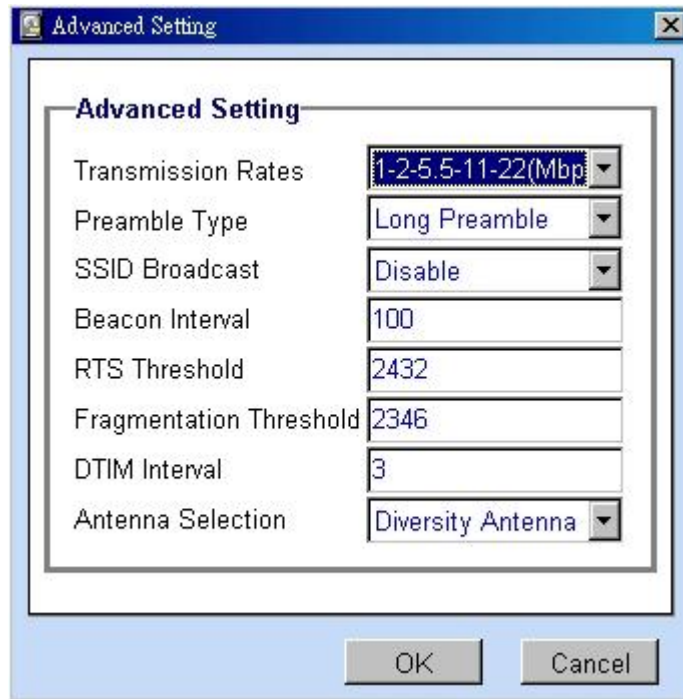 Advanced Setting
Advanced Setting
Transmission Rates 1-2-5.5-11-22(Mbp
Preamble Type Long Preamble
SSID Broadcast Disable
Beacon Interval 100
RTS Threshold 2432
Fragmentation Threshold 2346
DTIM Interval 3
Antenna Selection Diversity Antenna
OK Cancel